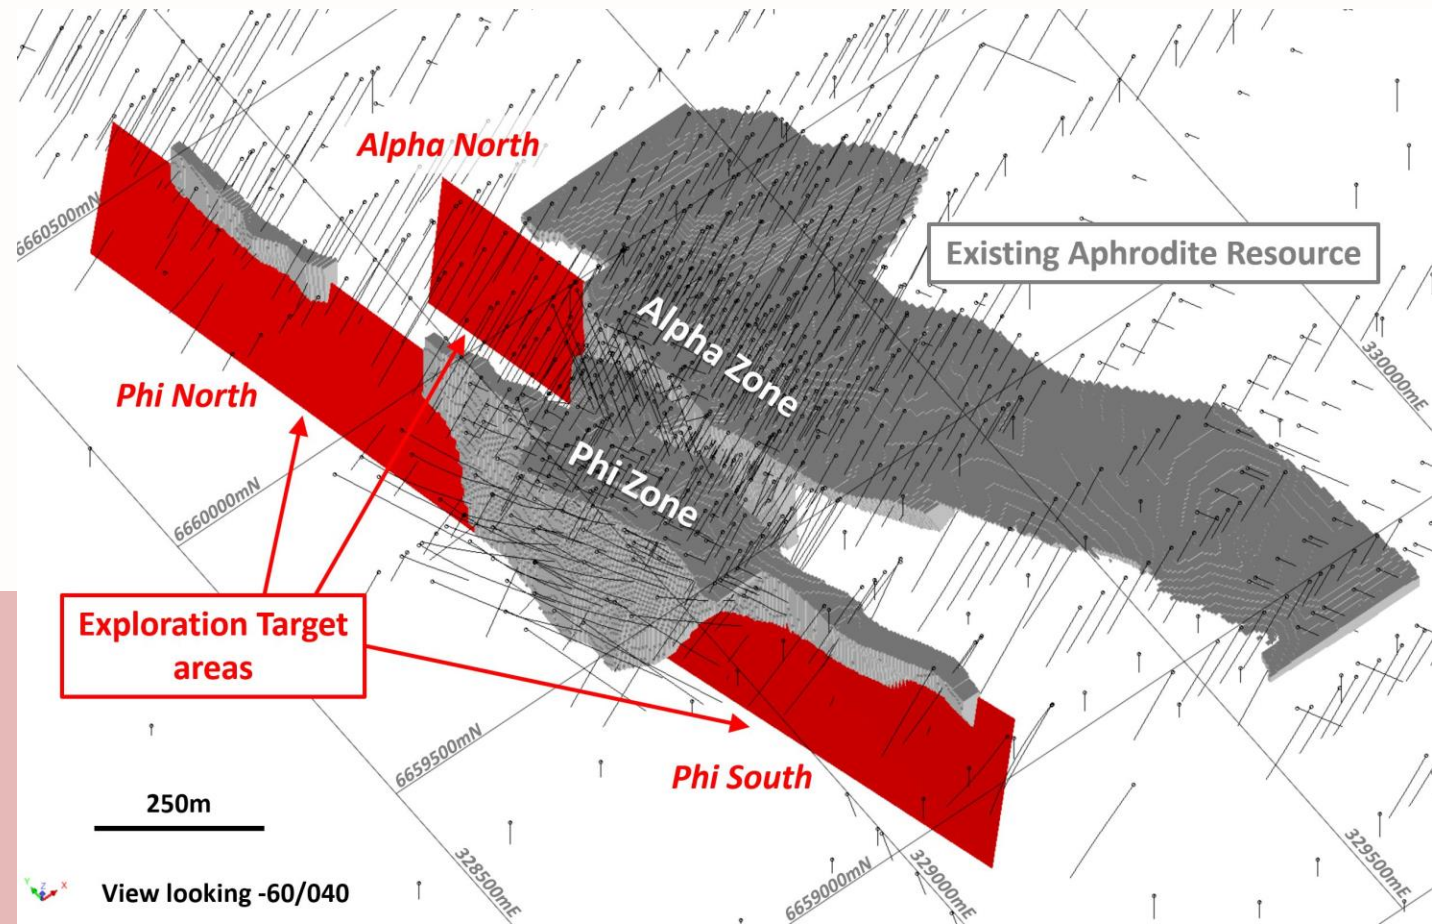 Alpha North
6660500mN
Existing Aphrodite Resource
Alpha Zone
330000mE
Phi North
Phi Zone
6660000mN
Exploration Target
areas
6659500mN
Phi South
250m
328500mE
329000mE
329500mE
6659000mN
Y
Z
X
View looking -60/040